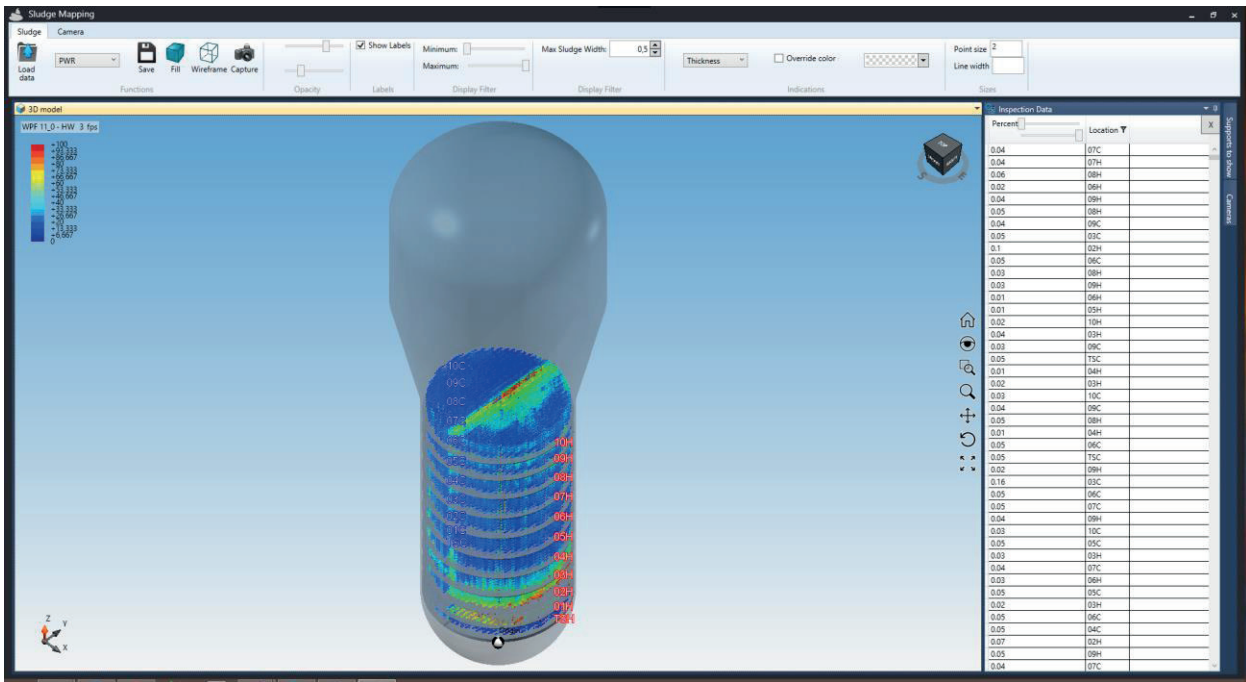 Sludge Mapping
Sludge Camera
Load data
PWR
Save Fill Wireframe Capture
Functions
Opacity
Show Labels
Labels
Minimum:
Maximum:
Display Filter
Max Sludge Width: 0,5
Display Filter
Thickness
Override color
Indications
Point size 2
Line width
Sizes
3D model
WPF 11_0 - HW 3 fps
+100
+93,333
+86,667
+80
+73,333
+66,667
+60
+53,333
+46,667
+40
+33,333
+26,667
+20
+13,333
+6,667
0
TOP
10C
09C
08C
10H
09H
08H
07H
06H
05H
04H
03H
02H
01H
TSH
Z
Y
X
Inspection Data
Percent Location X
0.04 07C
0.04 07H
0.06 08H
0.02 06H
0.04 09H
0.05 08H
0.04 09C
0.05 03C
0.1 02H
0.05 06C
0.03 08H
0.03 09H
0.01 06H
0.01 05H
0.02 10H
0.04 03H
0.03 09C
0.05 TSC
0.01 04H
0.02 03H
0.03 10C
0.04 09C
0.05 08H
0.01 04H
0.05 06C
0.05 TSC
0.02 09H
0.16 03C
0.05 06C
0.05 07C
0.04 09H
0.03 10C
0.05 05C
0.03 03H
0.04 07C
0.03 06H
0.05 05C
0.02 03H
0.05 06C
0.05 04C
0.07 02H
0.05 09H
0.04 07C
Supports to show
Cameras